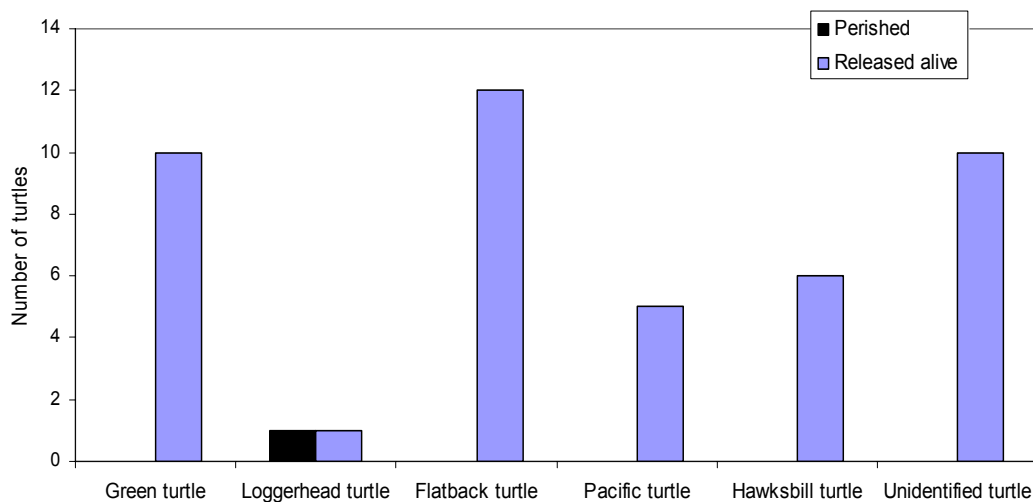 Perished
Released alive
Number of turtles
14
12
10
8
6
4
2
0
Green turtle
Loggerhead turtle
Flatback turtle
Pacific turtle
Hawksbill turtle
Unidentified turtle